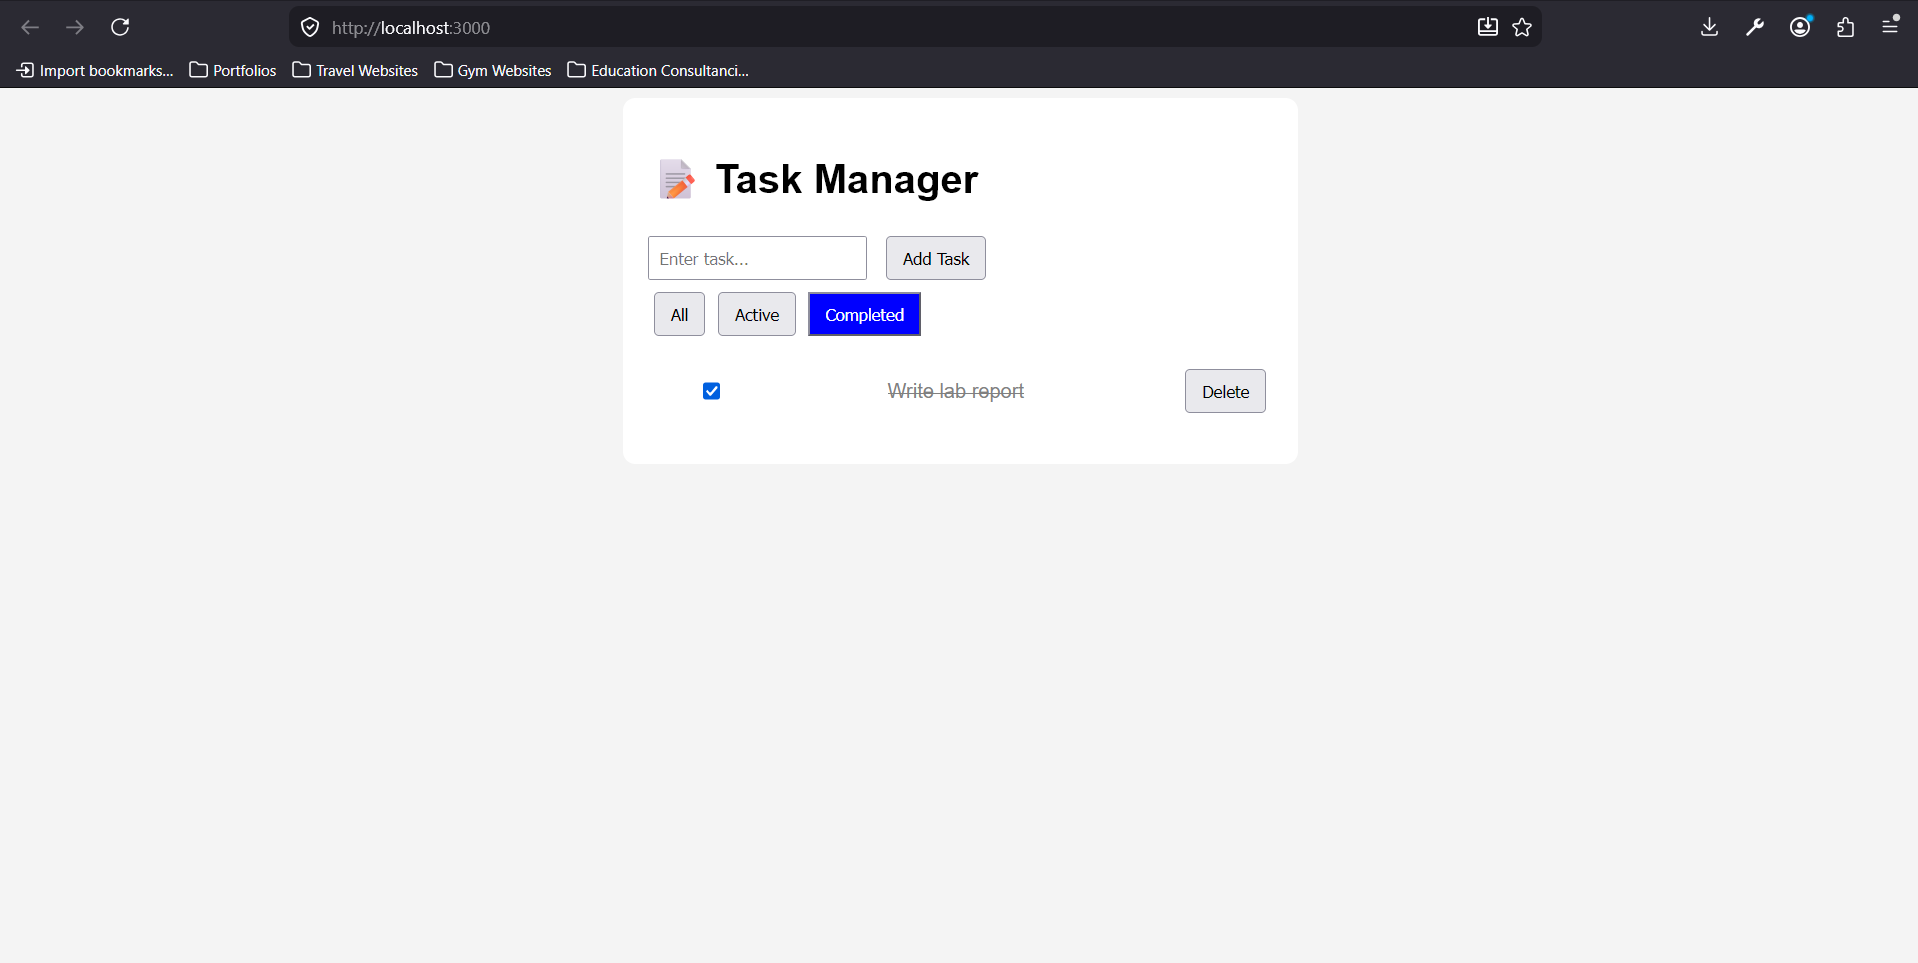 http://localhost:3000
Import bookmarks... Portfolios Travel Websites Gym Websites Education Consultanci...
Task Manager
Enter task... Add Task
All Active Completed
Write lab report Delete